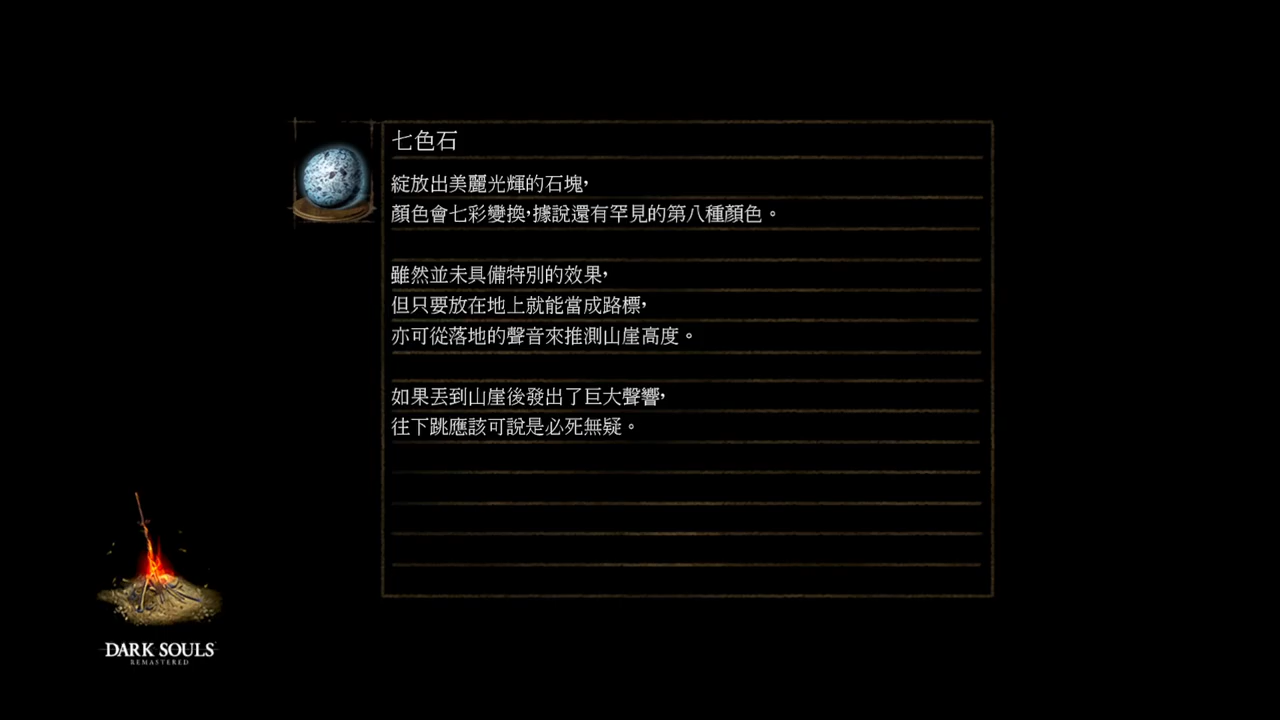 七色石
綻放出美麗光輝的石塊,
顏色會七彩變換,據說還有罕見的第八種顏色。
雖然並未具備特別的效果,
但只要放在地上就能當成路標,
亦可從落地的聲音來推測山崖高度。
如果丟到山崖後發出了巨大聲響,
往下跳應該可說是必死無疑。
DARK SOULS
REMASTERED